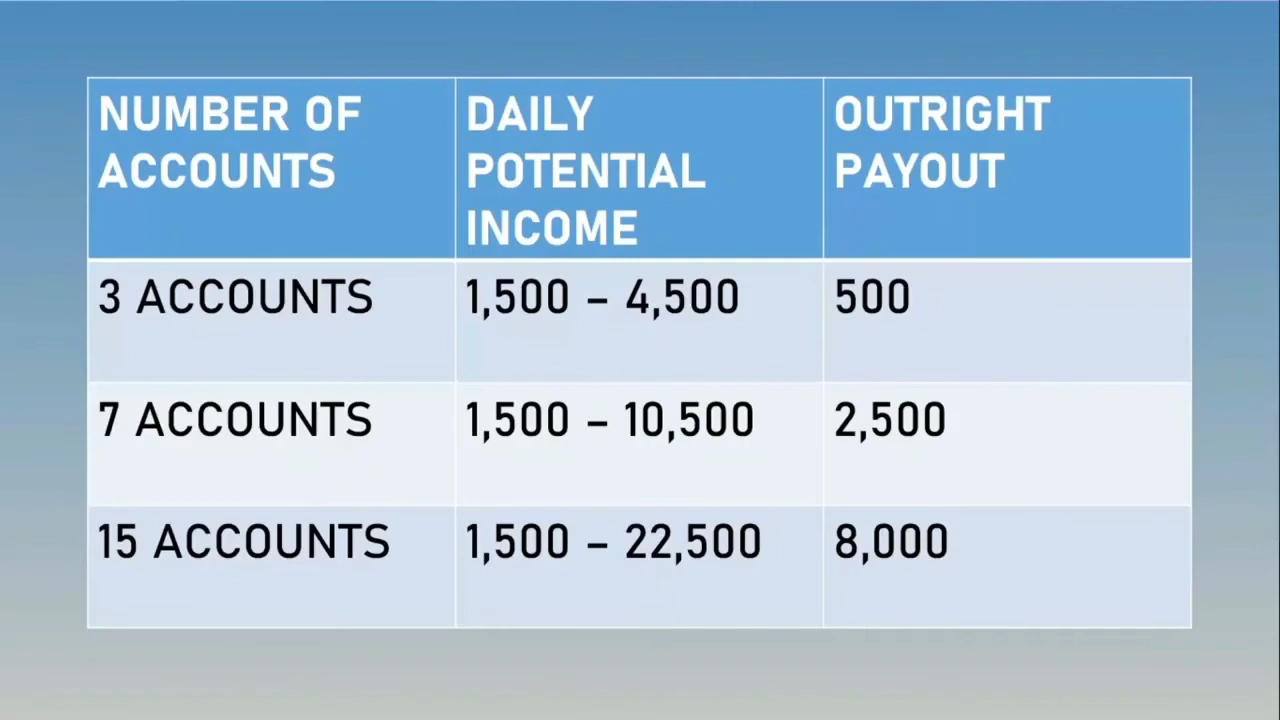 NUMBER OF
ACCOUNTS
DAILY
POTENTIAL
INCOME
OUTRIGHT
PAYOUT
3 ACCOUNTS
1,500 – 4,500
500
7 ACCOUNTS
1,500 – 10,500
2,500
15 ACCOUNTS
1,500 – 22,500
8,000